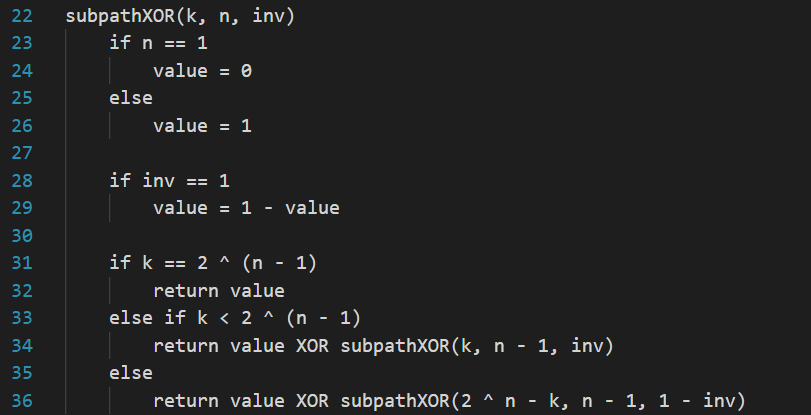 22 subpathXOR(k, n, inv)
23     if n == 1
24         value = 0
25     else
26         value = 1
27
28     if inv == 1
29         value = 1 - value
30
31     if k == 2 ^ (n - 1)
32         return value
33     else if k < 2 ^ (n - 1)
34         return value XOR subpathXOR(k, n - 1, inv)
35     else
36         return value XOR subpathXOR(2 ^ n - k, n - 1, 1 - inv)